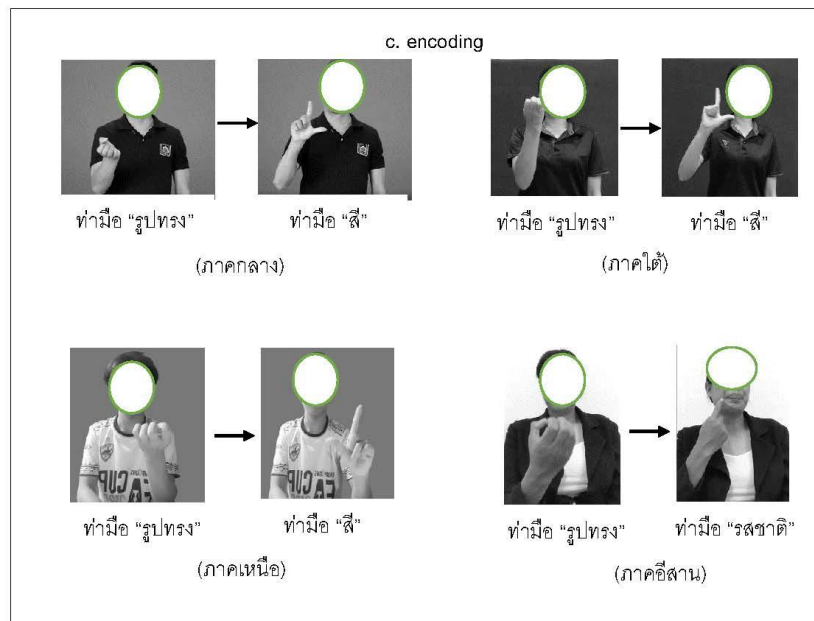 c. encoding
ท่ามือ “รูปทรง” ท่ามือ “สี”
(ภาคกลาง)
ท่ามือ “รูปทรง” ท่ามือ “สี”
(ภาคใต้)
ท่ามือ “รูปทรง” ท่ามือ “สี”
(ภาคเหนือ)
ท่ามือ “รูปทรง” ท่ามือ “รสชาติ”
(ภาคอีสาน)